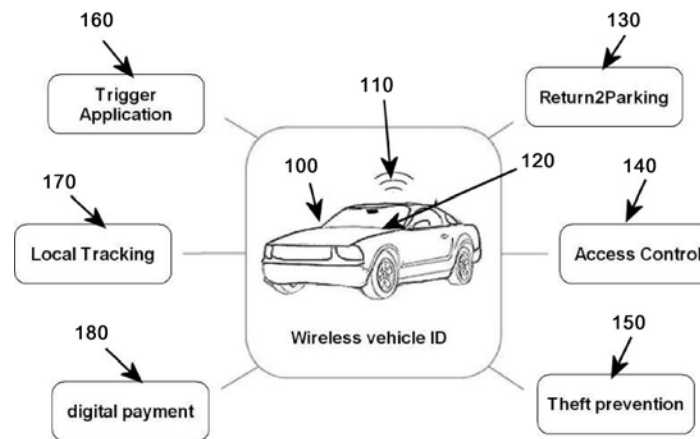 160
130
Trigger
Application
110
Return2Parking
170
100
120
140
Local Tracking
Access Control
Wireless vehicle ID
180
150
digital payment
Theft prevention